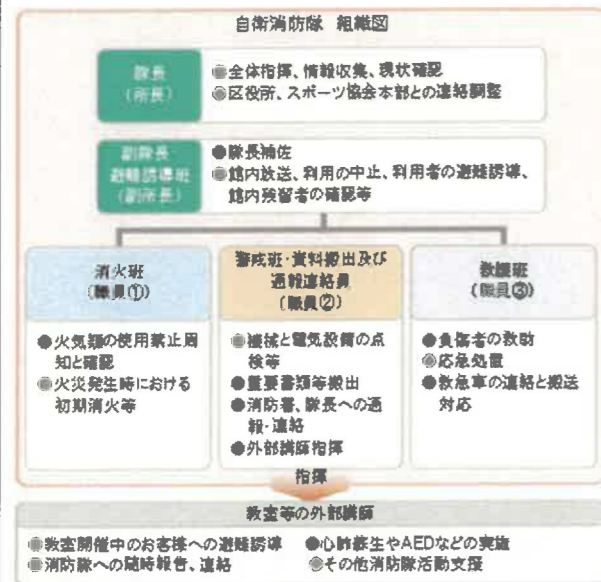 自衛消防隊 組織図
隊長
(所長)
●全体指揮、情報収集、現状確認
●区役所、スポーツ協会本部との連絡調整
副隊長
避難誘導班
(副所長)
●隊長補佐
●館内放送、利用の中止、利用者の避難誘導、
館内残留者の確認等
消火班
(職員①)
●火気類の使用禁止周
知と確認
●火災発生時における
初期消火等
警戒班・資料搬出及び
通報連絡員
(職員②)
●機械と電気設備の点
検等
●重要書類等搬出
●消防署、隊長への通
報・連絡
●外部講師指揮
救護班
(職員③)
●負傷者の救助
●応急処置
●救急車の連絡と搬送
対応
指揮
教室等の外部講師
●教室開催中のお客様への避難誘導
●消防隊への随時報告、連絡
●心肺蘇生やAEDなどの実施
●その他消防隊活動支援